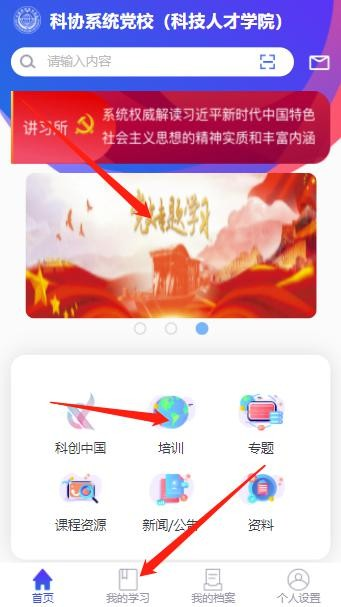 科协系统党校（科技人才学院）
请输入内容
讲习所
系统权威解读习近平新时代中国特色
社会主义思想的精神实质和丰富内涵
科创中国
培训
专题
课程资源
新闻/公告
资料
首页
我的学习
我的档案
个人设置